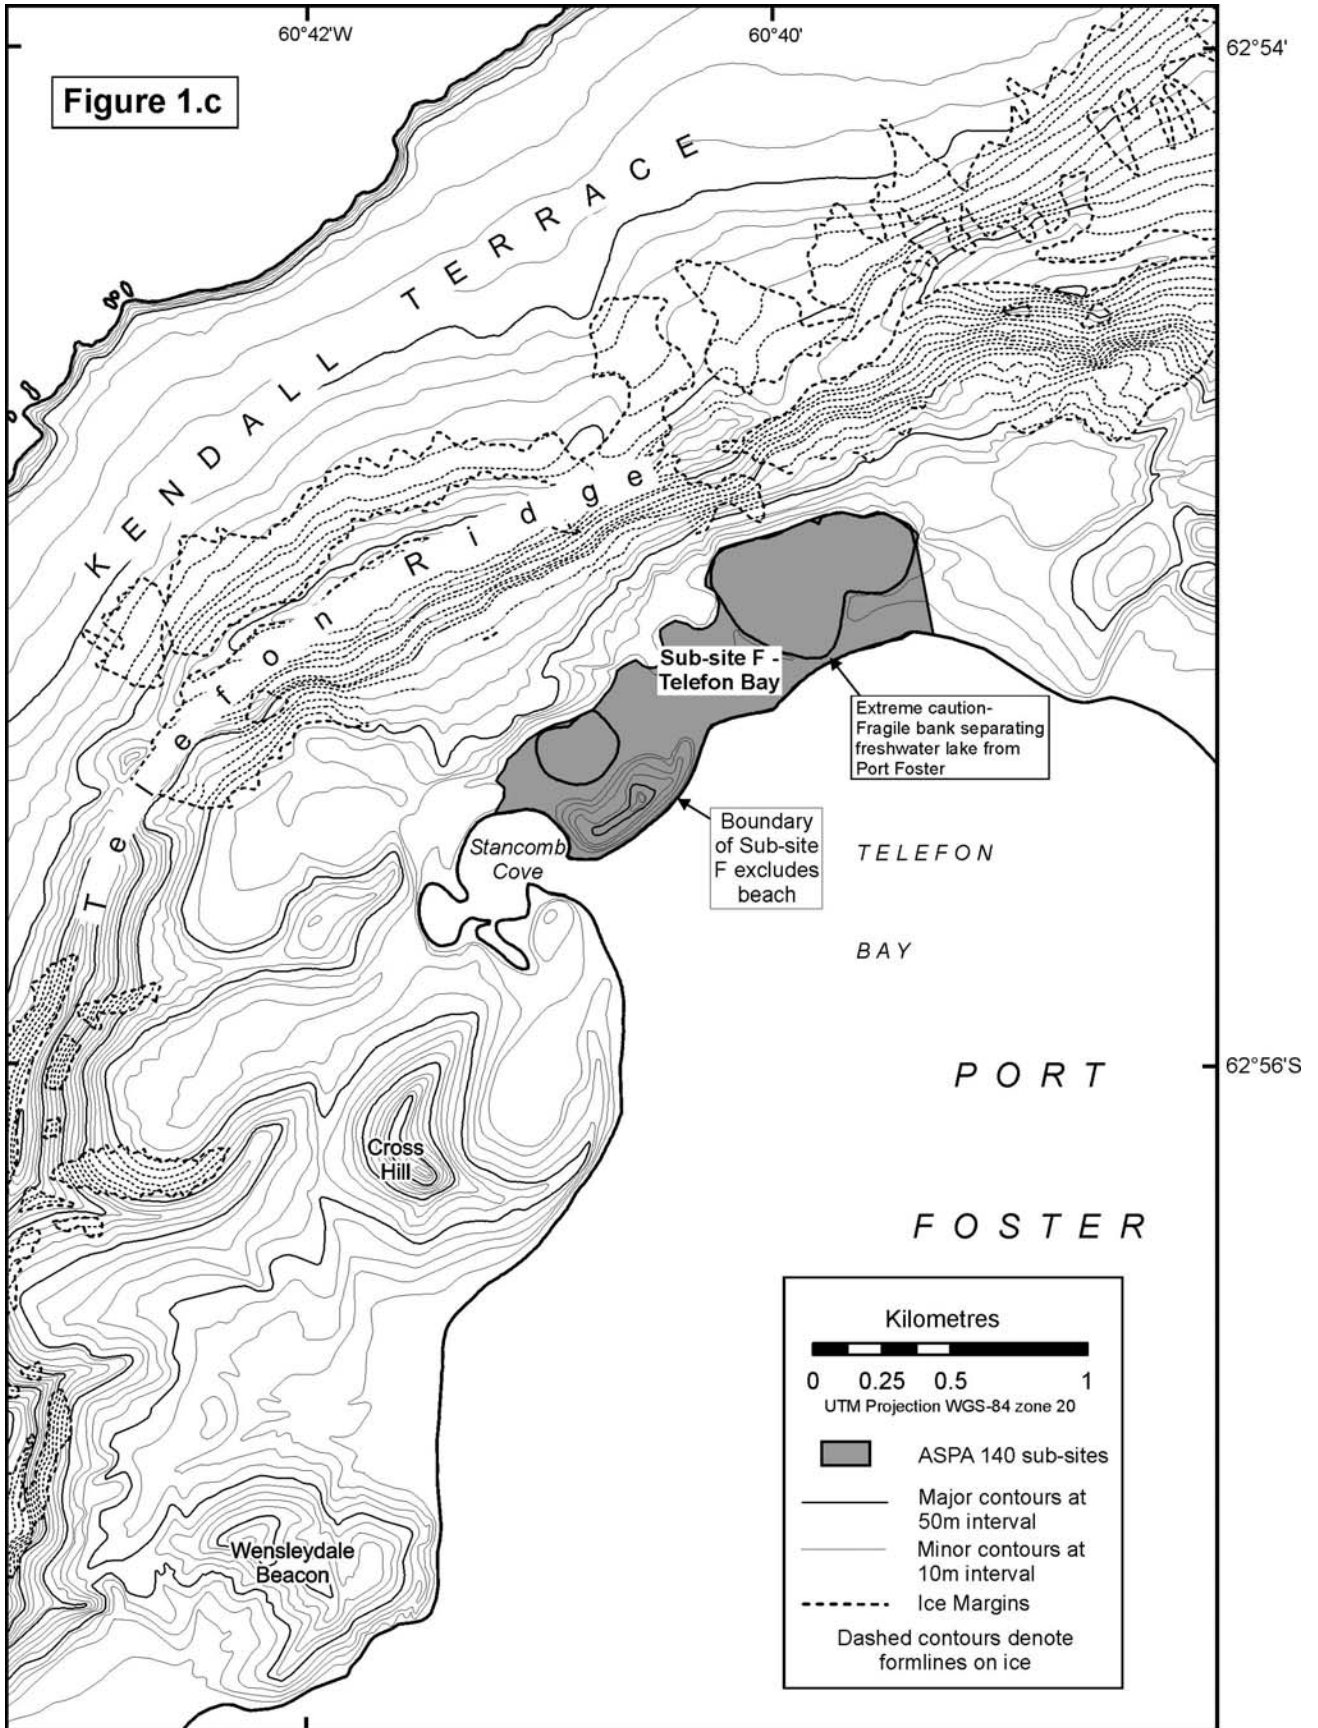 60°42'W
60°40'
62°54'
Figure 1.c
KENDALL TERRACE
Telefon Ridge
Sub-site F -
Telefon Bay
Extreme caution-
Fragile bank separating
freshwater lake from
Port Foster
Boundary
of Sub-site
F excludes
beach
Stancomb
Cove
TELEFON
BAY
PORT
62°56'S
FOSTER
Cross
Hill
Wensleydale
Beacon
Kilometres
0 0.25 0.5 1
UTM Projection WGS-84 zone 20
ASPA 140 sub-sites
Major contours at
50m interval
Minor contours at
10m interval
Ice Margins
Dashed contours denote
formlines on ice